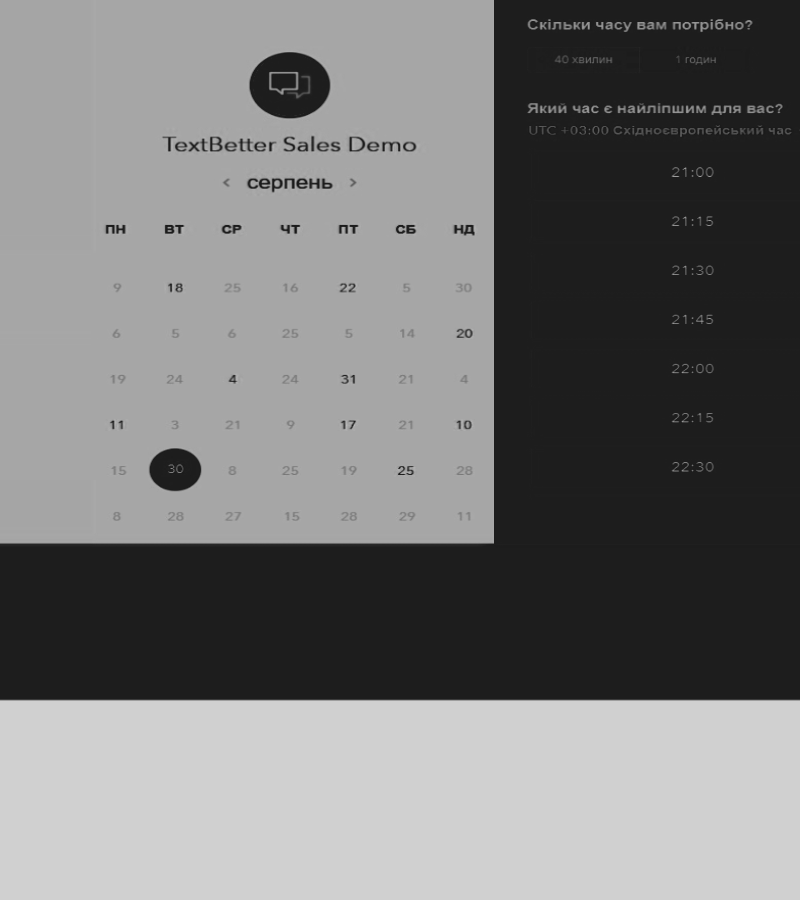 TextBetter Sales Demo
< серпень >
ПН ВТ СР ЧТ ПТ СБ НД
9 18 25 16 22 5 30
6 5 6 25 5 14 20
19 24 4 24 31 21 4
11 3 21 9 17 21 10
15 30 8 25 19 25 28
8 28 27 15 28 29 11
Скільки часу вам потрібно?
40 хвилин 1 годин
Який час є найліпшим для вас?
UTC +03:00 Східноєвропейський час
21:00
21:15
21:30
21:45
22:00
22:15
22:30